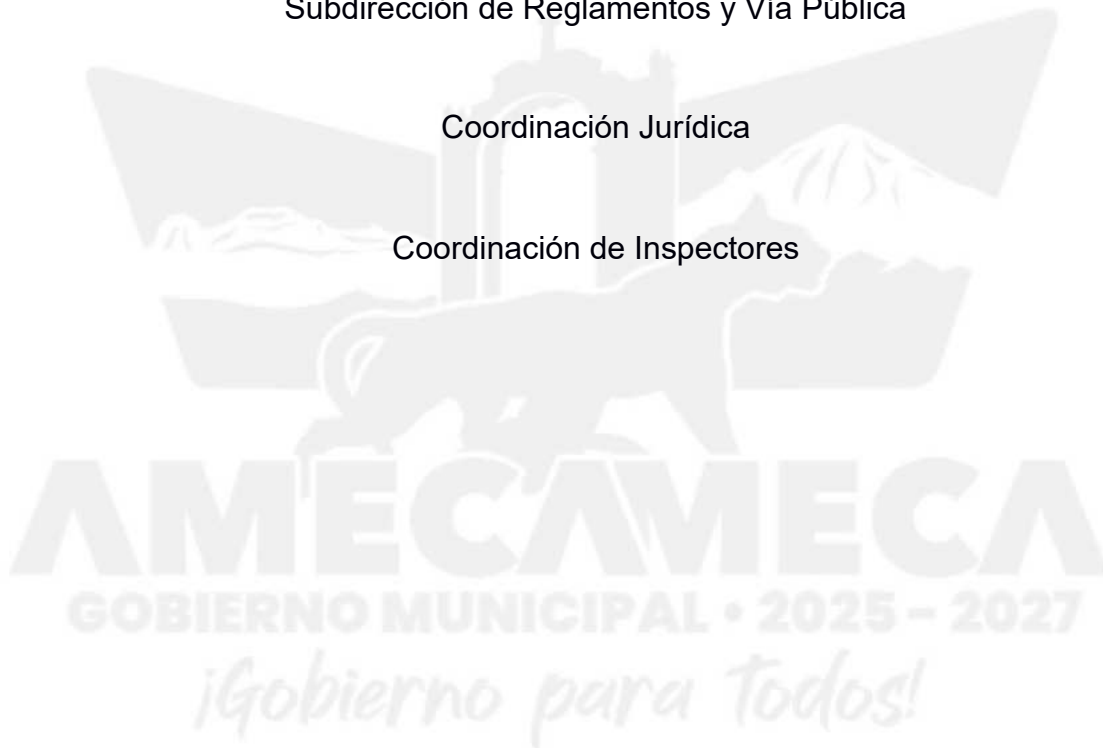 Subdirección de Reglamentos y Vía Pública
Coordinación Jurídica
Coordinación de Inspectores
AMECAMECA
GOBIERNO MUNICIPAL • 2025 – 2027
¡Gobierno para Todos!